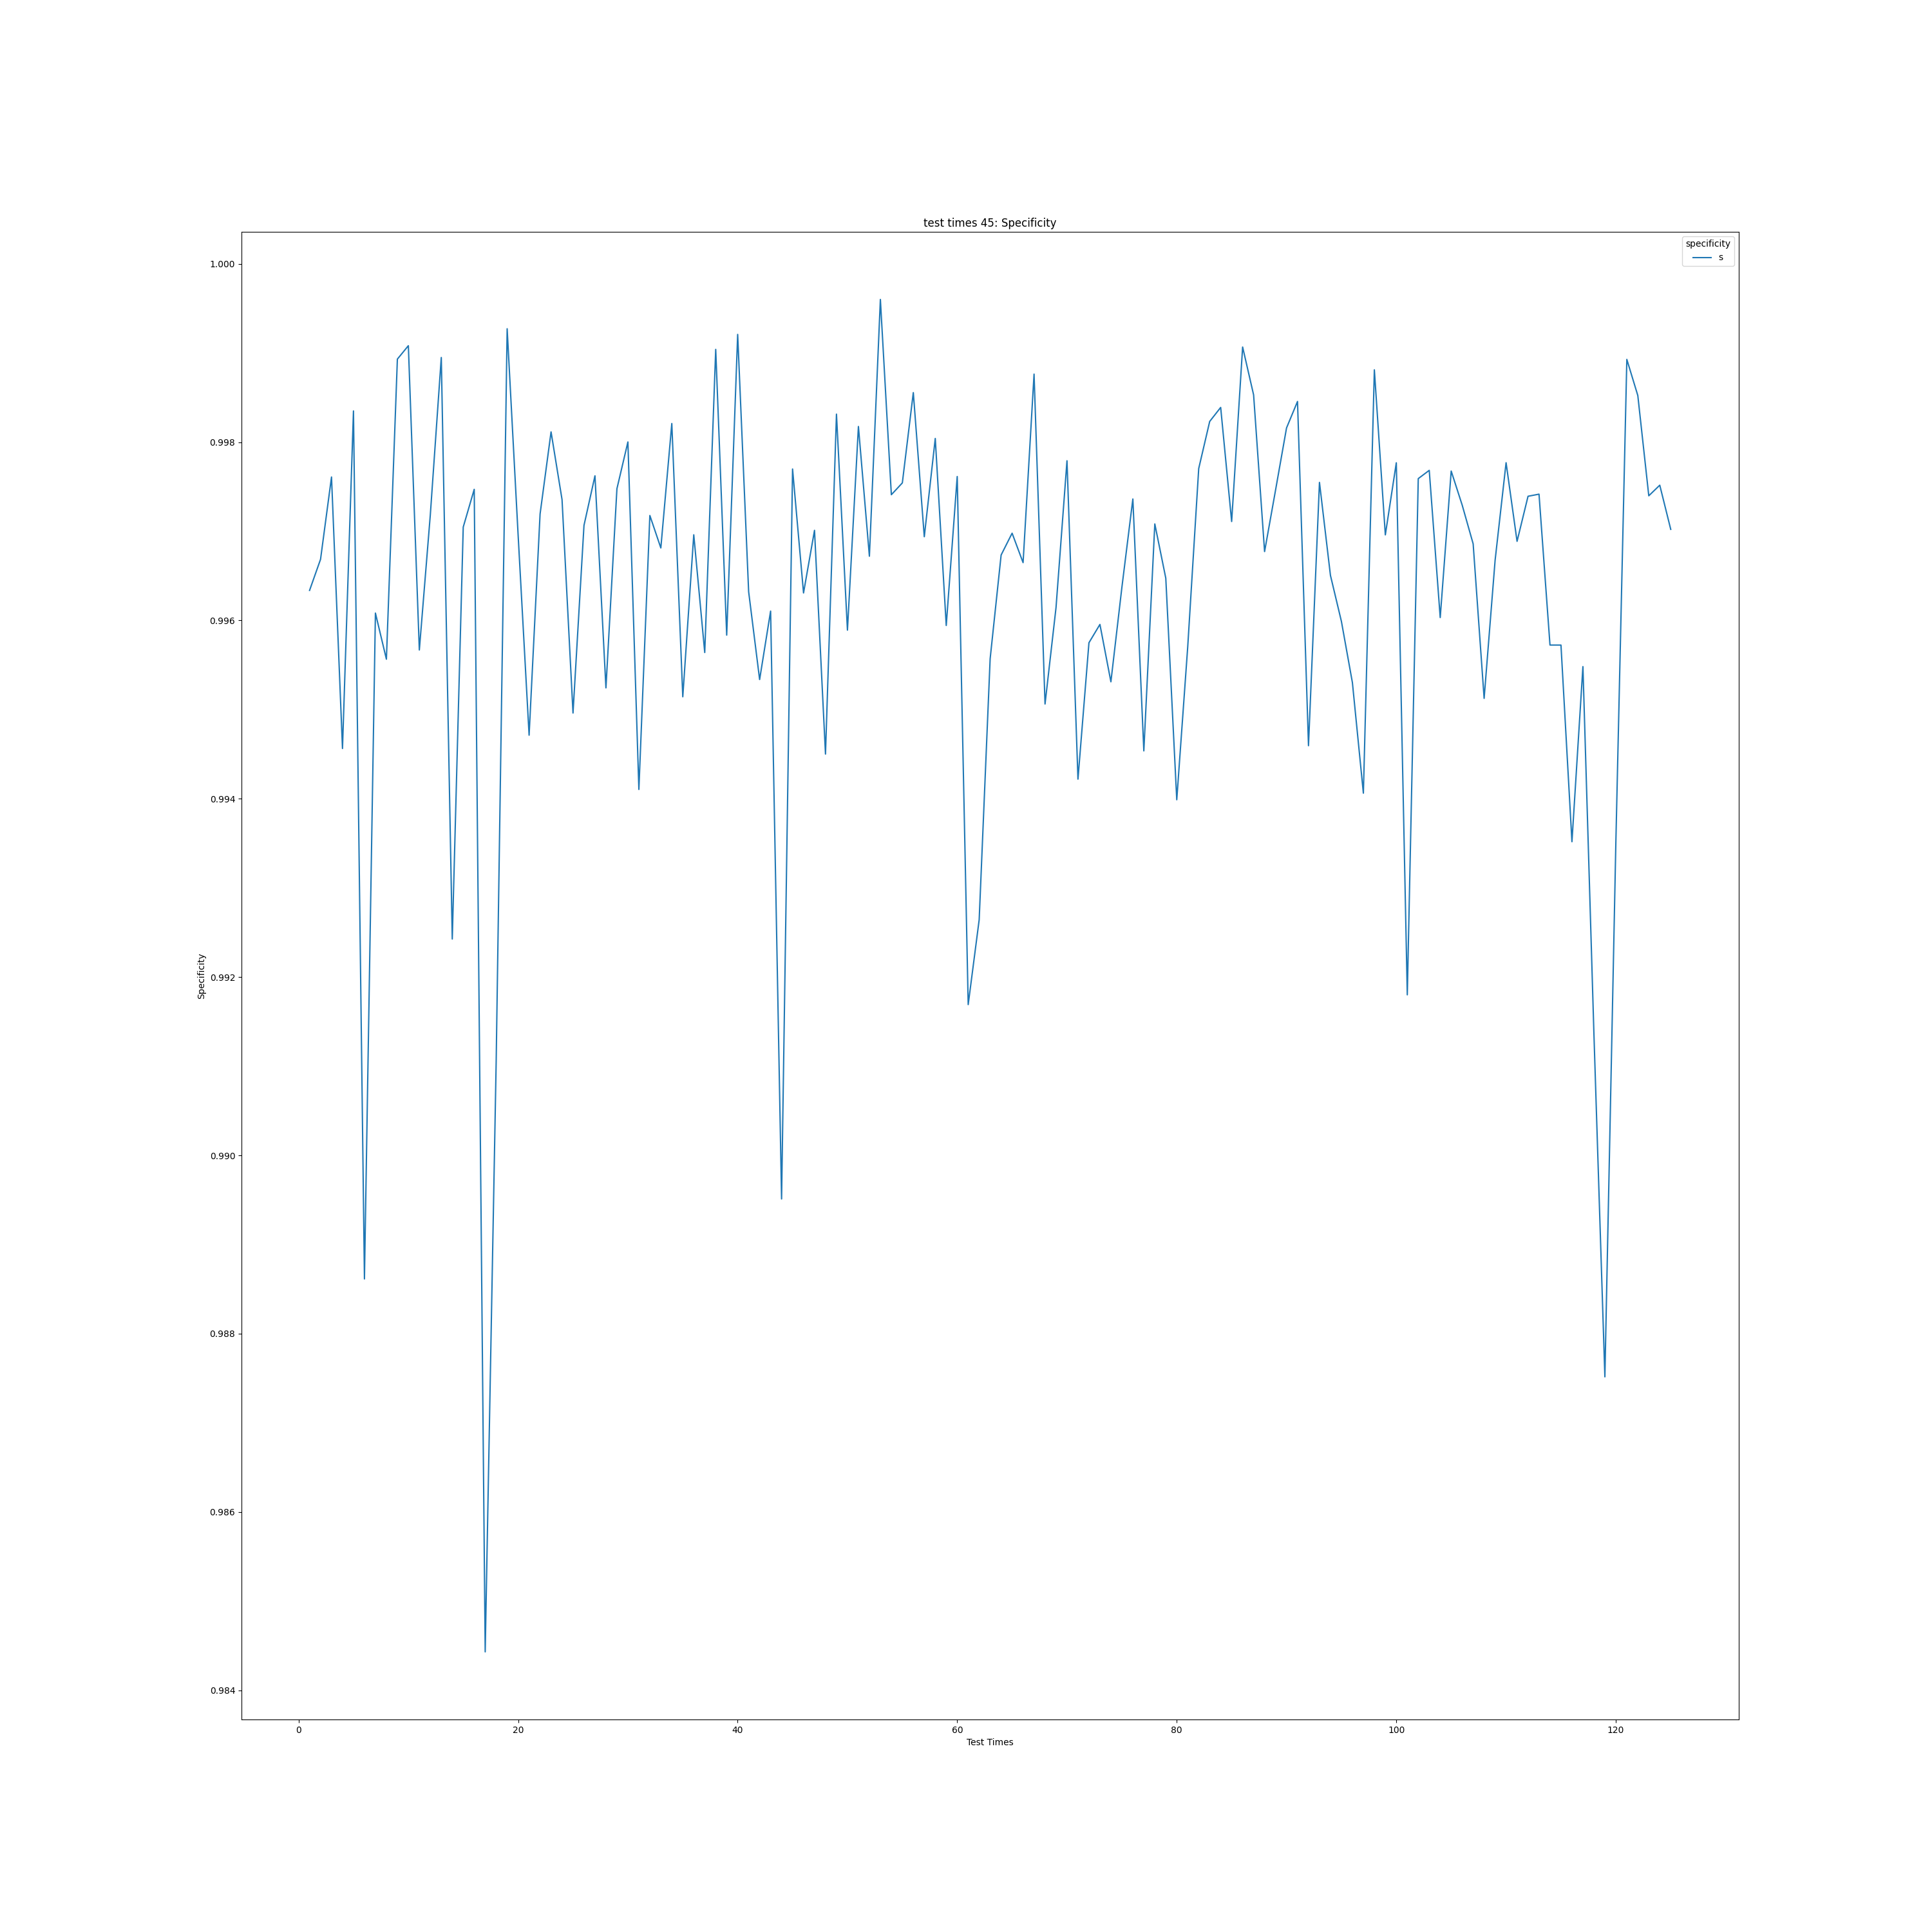 test times 45: Specificity
specificity
s
1.000
0.998
0.996
0.994
0.992
0.990
0.988
0.986
0.984
Specificity
0 20 40 60 80 100 120
Test Times